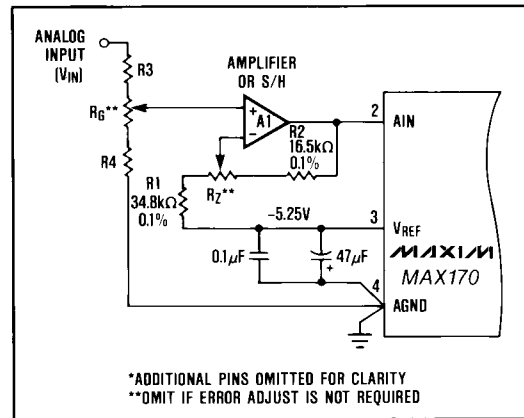 ANALOG
INPUT
(VIN)
R3
RG**
R4
AMPLIFIER
OR S/H
+
A1
−
R2
16.5kΩ
0.1%
RZ**
R1
34.8kΩ
0.1%
−5.25V
0.1µF
47µF
+
2
AIN
3
VREF
MAXIM
MAX170
4
AGND
*ADDITIONAL PINS OMITTED FOR CLARITY
**OMIT IF ERROR ADJUST IS NOT REQUIRED